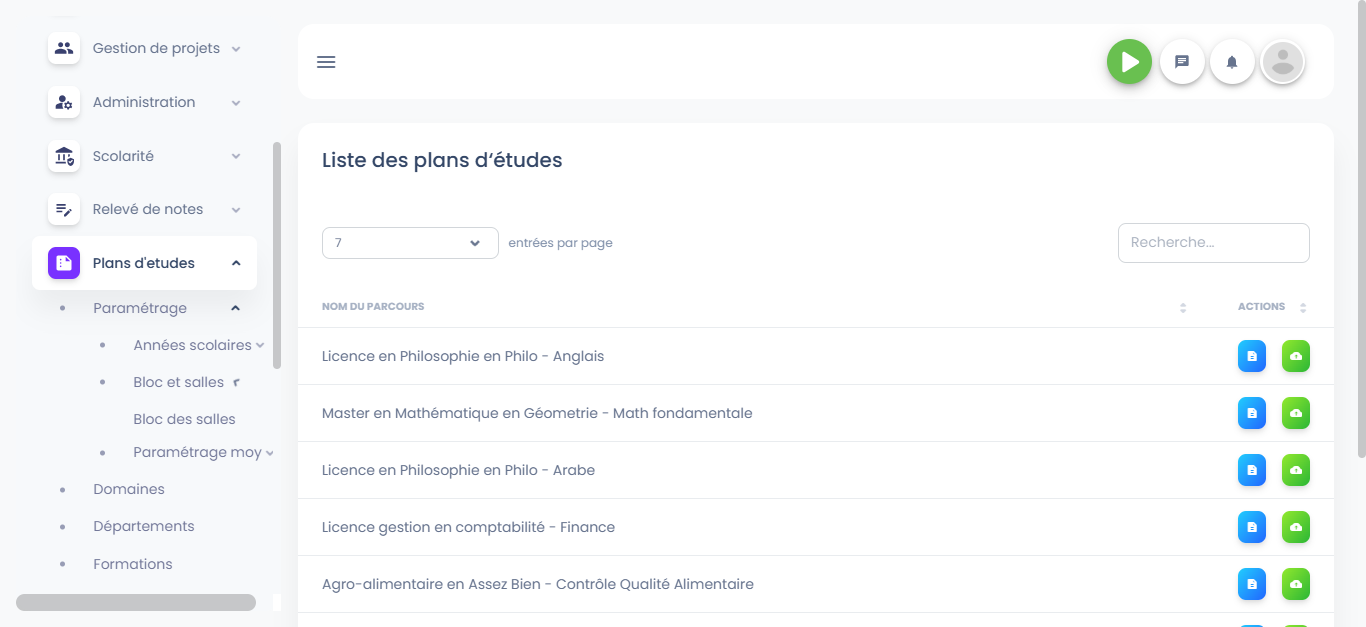 Gestion de projets
Administration
Scolarité
Relevé de notes
Plans d'etudes
Paramétrage
Années scolaires
Bloc et salles
Bloc des salles
Paramétrage moy
Domaines
Départements
Formations
Liste des plans d’études
7
entrées par page
Recherche...
NOM DU PARCOURS
ACTIONS
Licence en Philosophie en Philo - Anglais
Master en Mathématique en Géometrie - Math fondamentale
Licence en Philosophie en Philo - Arabe
Licence gestion en comptabilité - Finance
Agro-alimentaire en Assez Bien - Contrôle Qualité Alimentaire